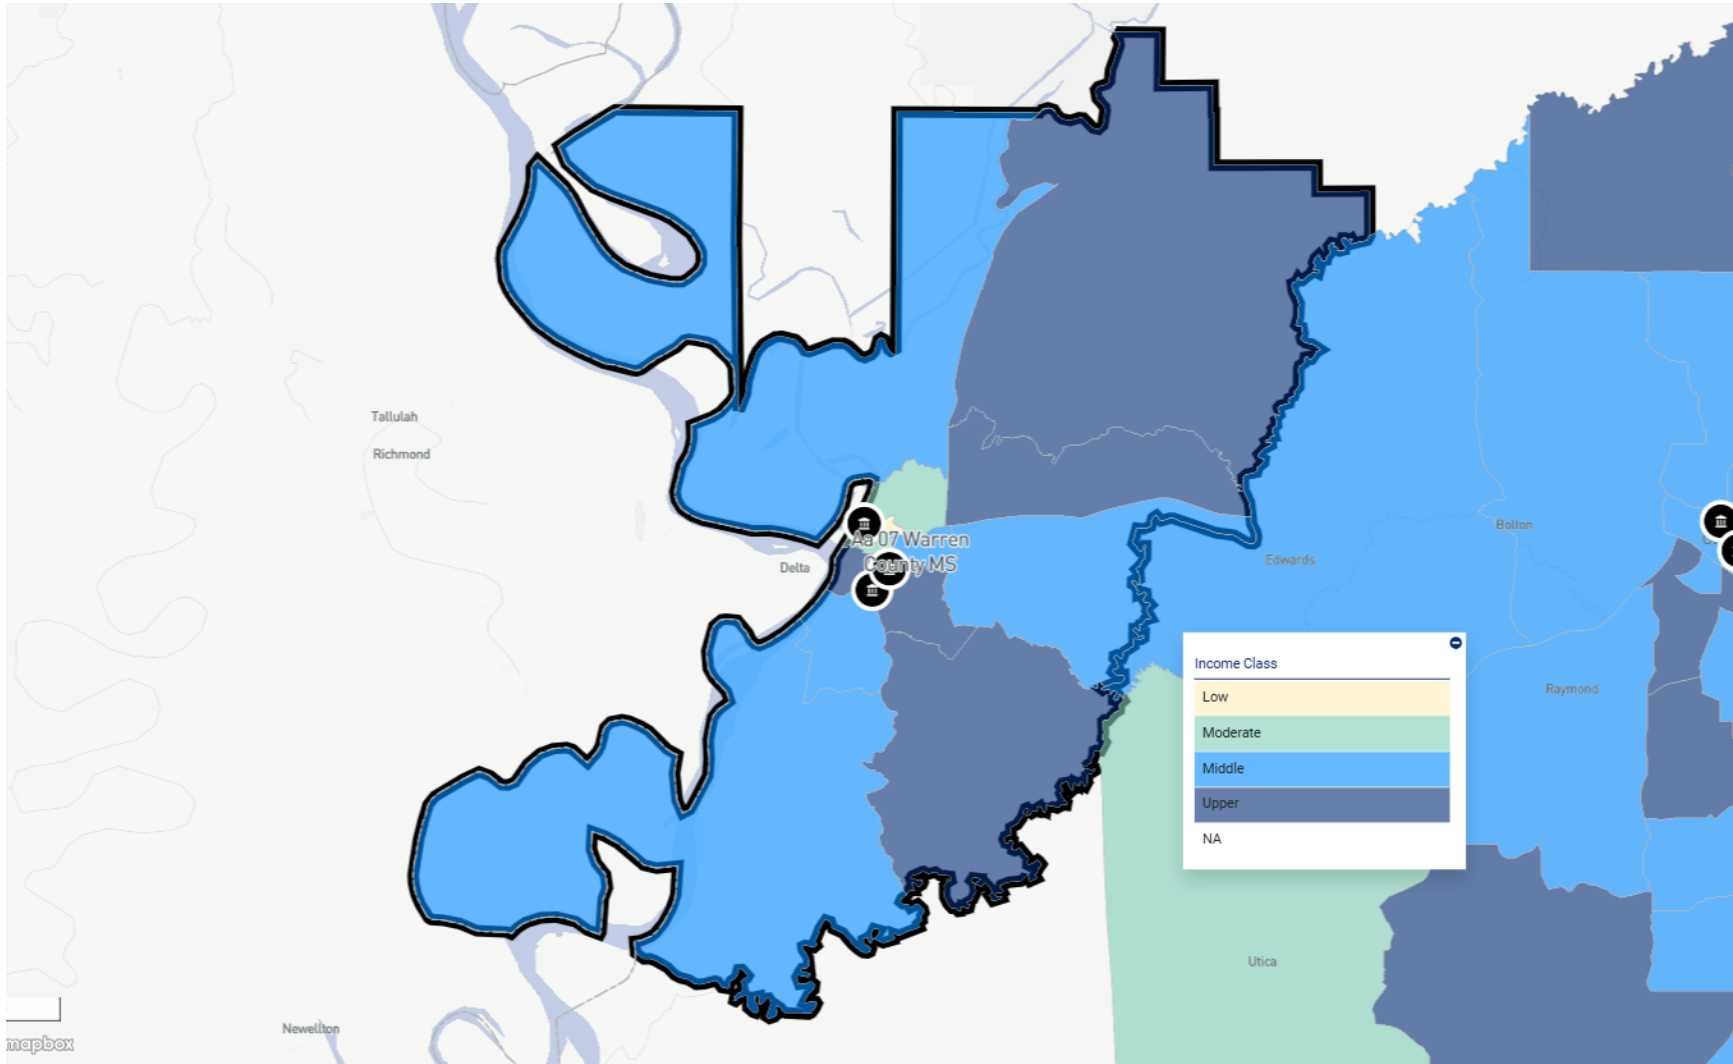 Tallulah
Richmond
Aa 07 Warren
County MS
Delta
Bolton
Edwards
Raymond
Income Class
Low
Moderate
Middle
Upper
NA
Utica
Newellton
mapbox